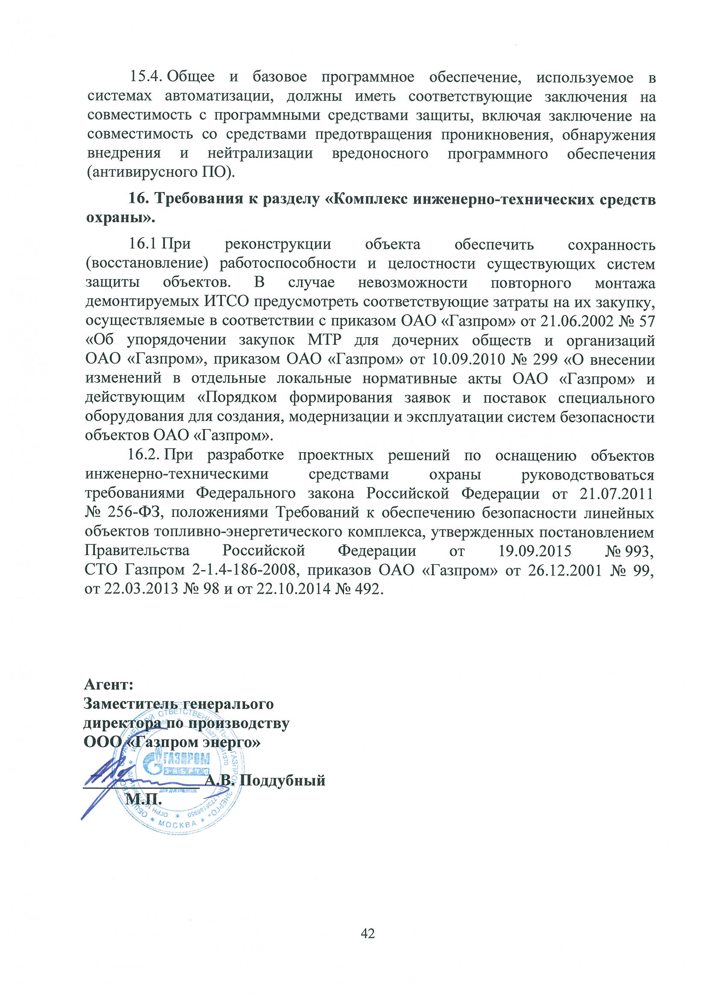 15.4. Общее и базовое программное обеспечение, используемое в
системах автоматизации, должны иметь соответствующие заключения на
совместимость с программными средствами защиты, включая заключение на
совместимость со средствами предотвращения проникновения, обнаружения
внедрения и нейтрализации вредоносного программного обеспечения
(антивирусного ПО).
16. Требования к разделу «Комплекс инженерно-технических средств
охраны».
16.1 При реконструкции объекта обеспечить сохранность
(восстановление) работоспособности и целостности существующих систем
защиты объектов. В случае невозможности повторного монтажа
демонтируемых ИТСО предусмотреть соответствующие затраты на их закупку,
осуществляемые в соответствии с приказом ОАО «Газпром» от 21.06.2002 № 57
«Об упорядочении закупок МТР для дочерних обществ и организаций
ОАО «Газпром», приказом ОАО «Газпром» от 10.09.2010 № 299 «О внесении
изменений в отдельные локальные нормативные акты ОАО «Газпром» и
действующим «Порядком формирования заявок и поставок специального
оборудования для создания, модернизации и эксплуатации систем безопасности
объектов ОАО «Газпром».
16.2. При разработке проектных решений по оснащению объектов
инженерно-техническими средствами охраны руководствоваться
требованиями Федерального закона Российской Федерации от 21.07.2011
№ 256-ФЗ, положениями Требований к обеспечению безопасности линейных
объектов топливно-энергетического комплекса, утвержденных постановлением
Правительства Российской Федерации от 19.09.2015 № 993,
СТО Газпром 2-1.4-186-2008, приказов ОАО «Газпром» от 26.12.2001 № 99,
от 22.03.2013 № 98 и от 22.10.2014 № 492.
Агент:
Заместитель генералього
директора по производству
ООО «Газпром энерго»
А.В. Поддубный
М.П.
ГАЗПРОМ
ЭНЕРГО
ДЛЯ ДОКУМЕНТОВ
ОТВЕТСТВЕННОСТЬЮ «ГАЗПРОМ ЭНЕРГО» * МОСКВА * ОБЩЕСТВО
42